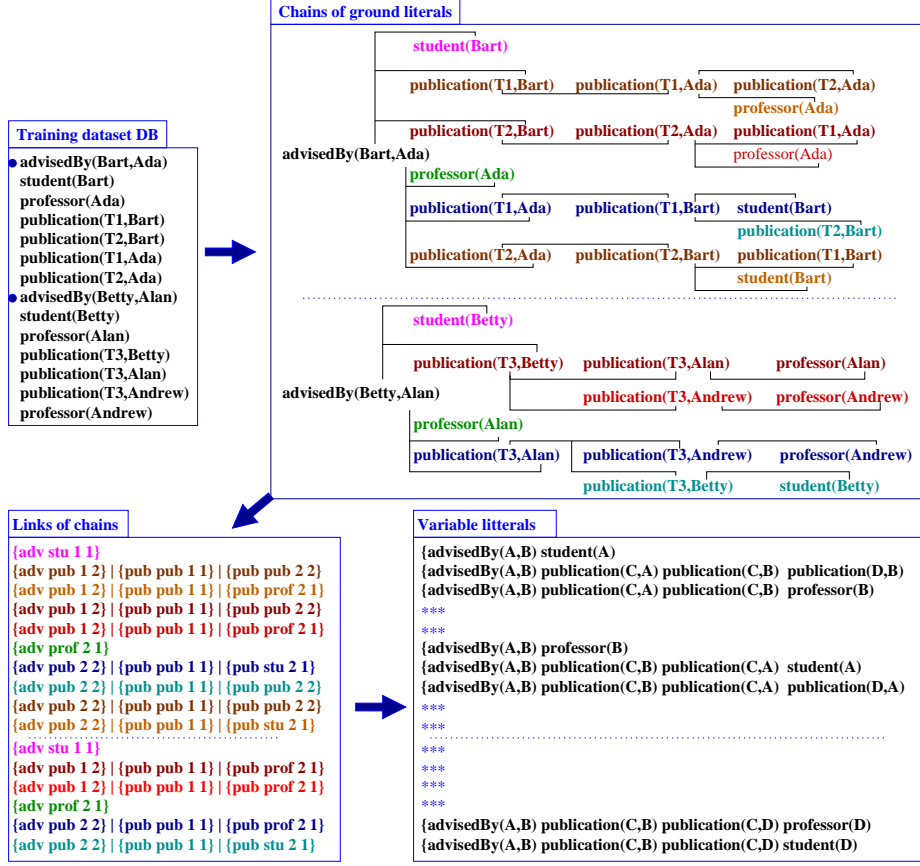 Chains of ground literals
student(Bart)
publication(T1,Bart) publication(T1,Ada) publication(T2,Ada)
professor(Ada)
publication(T2,Bart) publication(T2,Ada) publication(T1,Ada)
advisedBy(Bart,Ada)
professor(Ada)
professor(Ada)
publication(T1,Ada) publication(T1,Bart) student(Bart)
publication(T2,Bart)
publication(T2,Ada) publication(T2,Bart) publication(T1,Bart)
student(Bart)
student(Betty)
publication(T3,Betty) publication(T3,Alan) professor(Alan)
advisedBy(Betty,Alan)
publication(T3,Andrew) professor(Andrew)
professor(Alan)
publication(T3,Alan) publication(T3,Andrew) professor(Andrew)
publication(T3,Betty) student(Betty)
Training dataset DB
advisedBy(Bart,Ada)
student(Bart)
professor(Ada)
publication(T1,Bart)
publication(T2,Bart)
publication(T1,Ada)
publication(T2,Ada)
advisedBy(Betty,Alan)
student(Betty)
professor(Alan)
publication(T3,Betty)
publication(T3,Alan)
publication(T3,Andrew)
professor(Andrew)
Links of chains
{adv stu 1 1}
{adv pub 1 2} | {pub pub 1 1} | {pub pub 2 2}
{adv pub 1 2} | {pub pub 1 1} | {pub prof 2 1}
{adv pub 1 2} | {pub pub 1 1} | {pub pub 2 2}
{adv pub 1 2} | {pub pub 1 1} | {pub prof 2 1}
{adv prof 2 1}
{adv pub 2 2} | {pub pub 1 1} | {pub stu 2 1}
{adv pub 2 2} | {pub pub 1 1} | {pub pub 2 2}
{adv pub 2 2} | {pub pub 1 1} | {pub pub 2 2}
{adv pub 2 2} | {pub pub 1 1} | {pub stu 2 1}
{adv stu 1 1}
{adv pub 1 2} | {pub pub 1 1} | {pub prof 2 1}
{adv pub 1 2} | {pub pub 1 1} | {pub prof 2 1}
{adv prof 2 1}
{adv pub 2 2} | {pub pub 1 1} | {pub prof 2 1}
{adv pub 2 2} | {pub pub 1 1} | {pub stu 2 1}
Variable litterals
{advisedBy(A,B) student(A)
{advisedBy(A,B) publication(C,A) publication(C,B) publication(D,B)
{advisedBy(A,B) publication(C,A) publication(C,B) professor(B)
***
***
{advisedBy(A,B) professor(B)
{advisedBy(A,B) publication(C,B) publication(C,A) student(A)
{advisedBy(A,B) publication(C,B) publication(C,A) publication(D,A)
***
***
***
***
***
***
{advisedBy(A,B) publication(C,B) publication(C,D) professor(D)
{advisedBy(A,B) publication(C,B) publication(C,D) student(D)